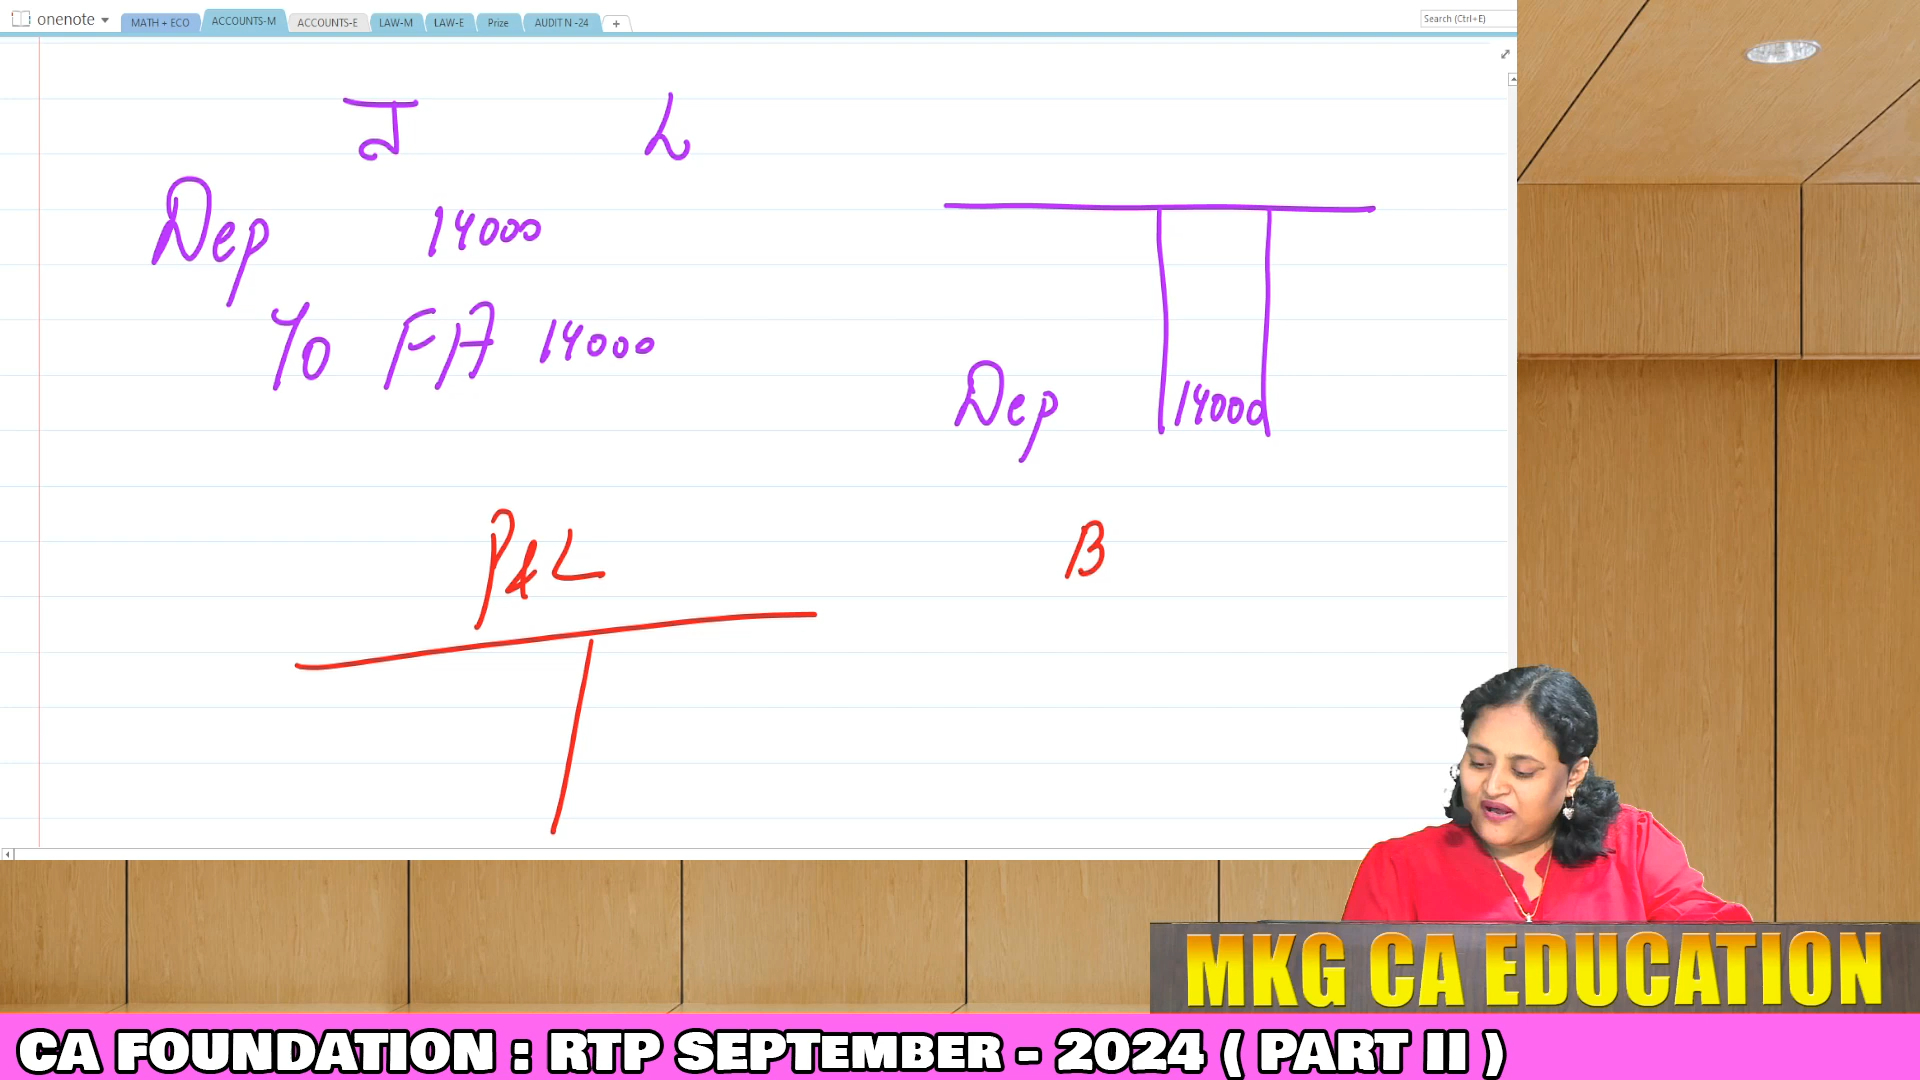 onenote
MATH + ECO ACCOUNTS-M ACCOUNTS-E LAW-M LAW-E Prize AUDIT N -24 +
Search (Ctrl+E)
J L
Dep 14000
To FA 14000
Dep 14000
P&L B
MKG CA EDUCATION
CA FOUNDATION : RTP SEPTEMBER - 2024 ( PART II )